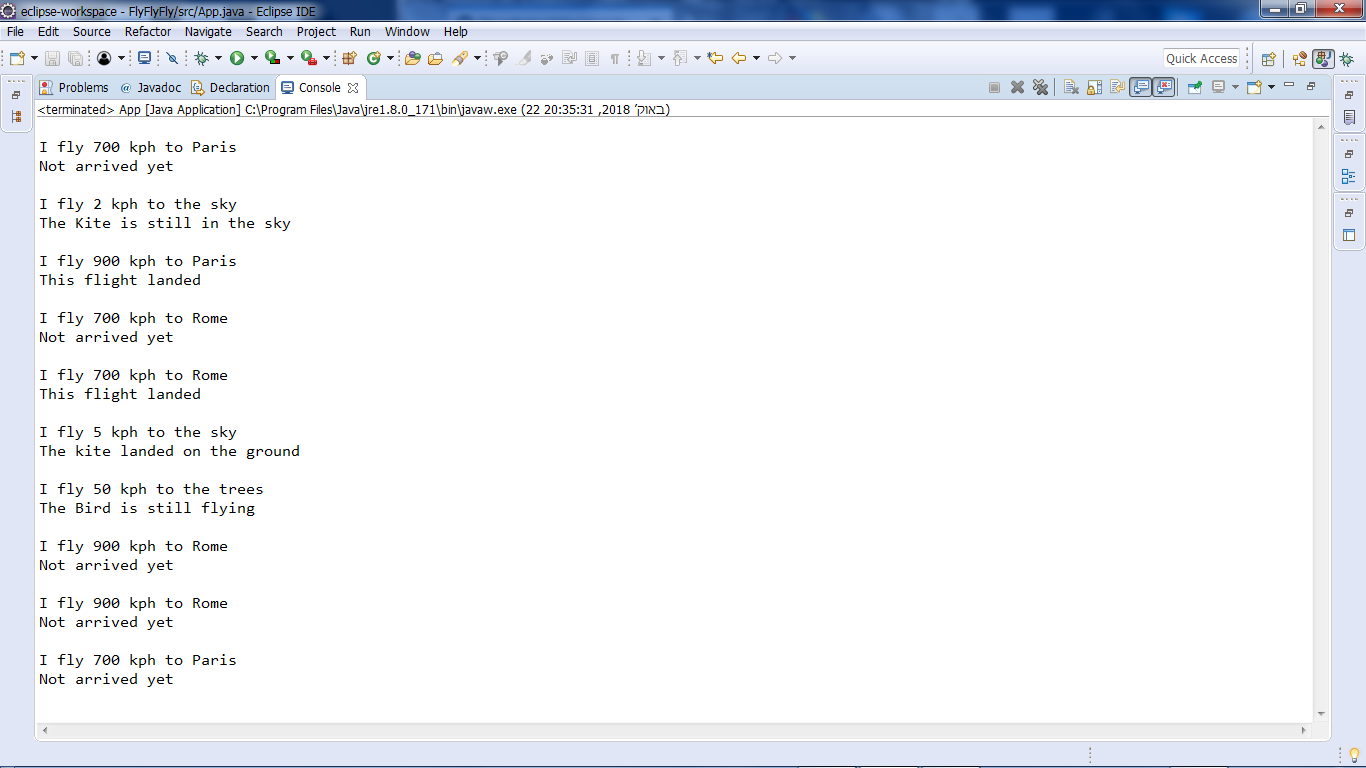 eclipse-workspace - FlyFlyFly/src/App.java - Eclipse IDE
File Edit Source Refactor Navigate Search Project Run Window Help
Quick Access
Problems @ Javadoc Declaration Console
<terminated> App [Java Application] C:\Program Files\Java\jre1.8.0_171\bin\javaw.exe (22 באוק׳ 2018, 20:35:31)
I fly 700 kph to Paris
Not arrived yet
I fly 2 kph to the sky
The Kite is still in the sky
I fly 900 kph to Paris
This flight landed
I fly 700 kph to Rome
Not arrived yet
I fly 700 kph to Rome
This flight landed
I fly 5 kph to the sky
The kite landed on the ground
I fly 50 kph to the trees
The Bird is still flying
I fly 900 kph to Rome
Not arrived yet
I fly 900 kph to Rome
Not arrived yet
I fly 700 kph to Paris
Not arrived yet